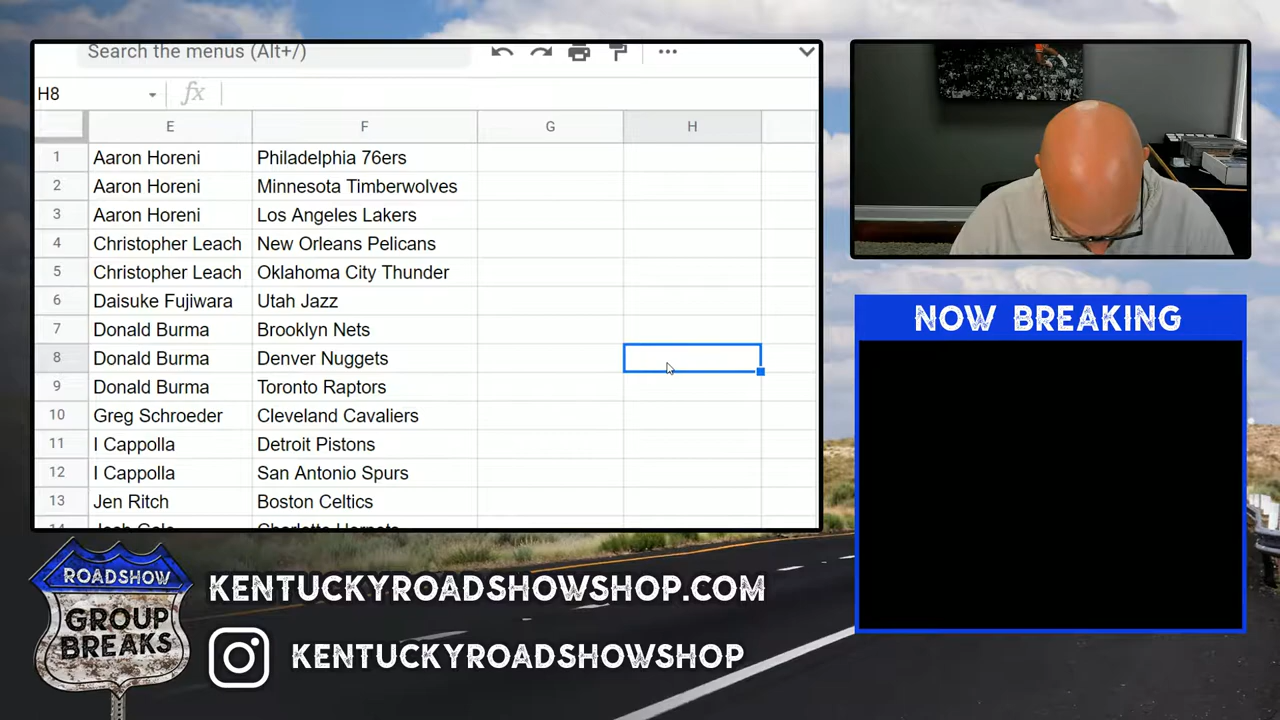 Search the menus (Alt+/)
H8
fx
E F G H
1 Aaron Horeni Philadelphia 76ers
2 Aaron Horeni Minnesota Timberwolves
3 Aaron Horeni Los Angeles Lakers
4 Christopher Leach New Orleans Pelicans
5 Christopher Leach Oklahoma City Thunder
6 Daisuke Fujiwara Utah Jazz
7 Donald Burma Brooklyn Nets
8 Donald Burma Denver Nuggets
9 Donald Burma Toronto Raptors
10 Greg Schroeder Cleveland Cavaliers
11 I Cappolla Detroit Pistons
12 I Cappolla San Antonio Spurs
13 Jen Ritch Boston Celtics
14 Charlotte Hornets
NOW BREAKING
ROADSHOW
GROUP
BREAKS
KENTUCKYROADSHOWSHOP.COM
KENTUCKYROADSHOWSHOP